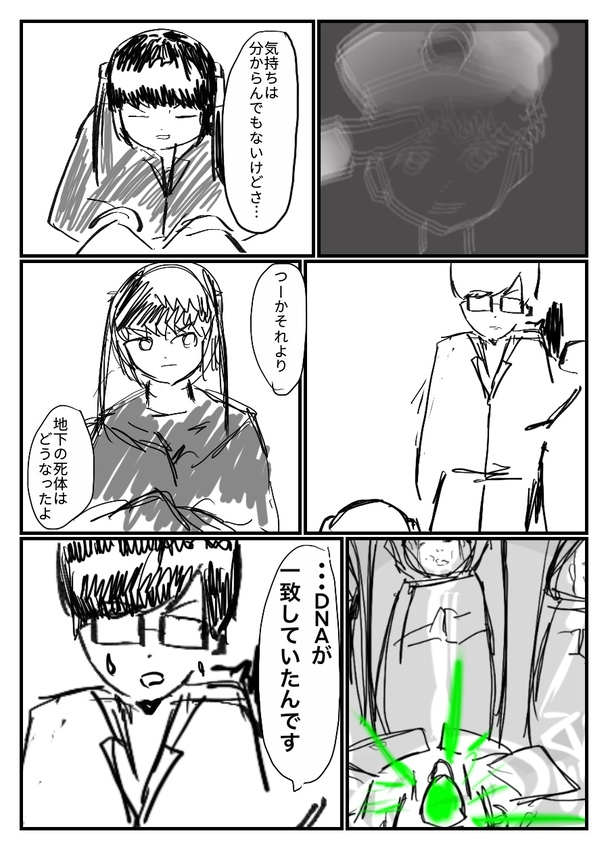 気持ちは
分からんでもないけどさ…
つーかそれより
地下の死体は
どうなったよ
…DNAが
一致していたんです